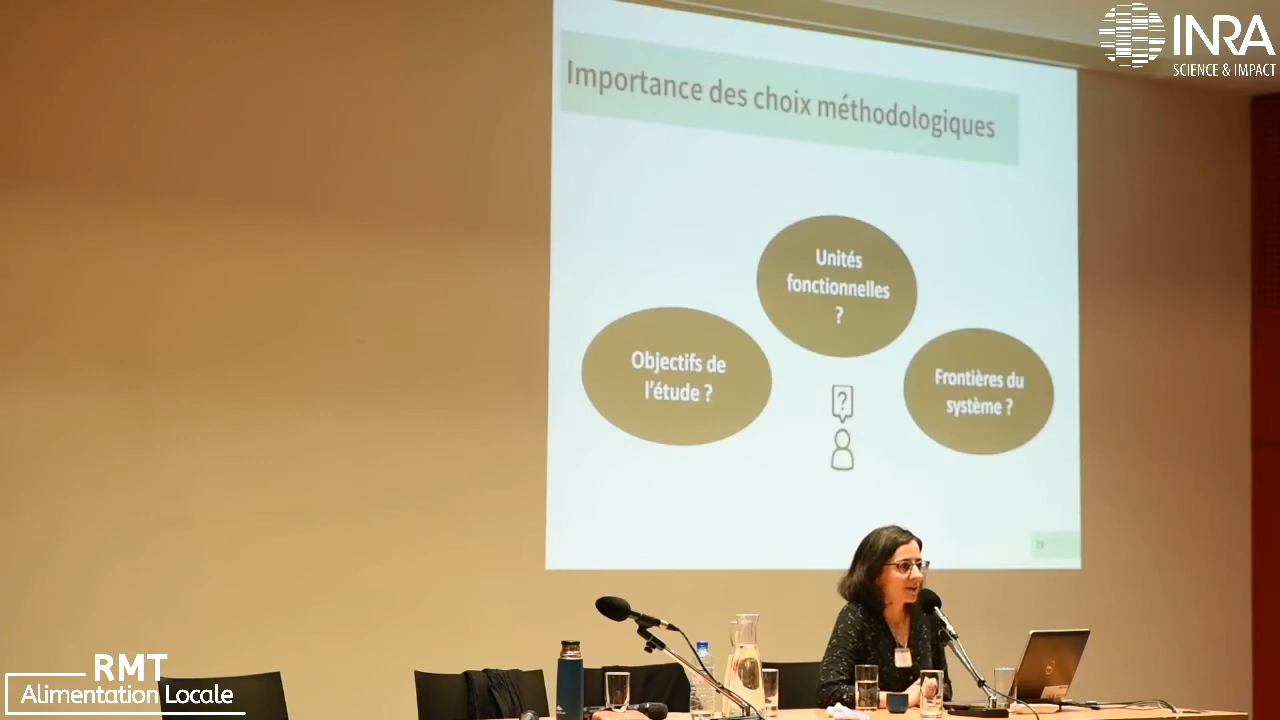 INRA
SCIENCE & IMPACT
Importance des choix méthodologiques
Unités
fonctionnelles
?
Objectifs de
l'étude ?
Frontières du
système ?
?
RMT
Alimentation Locale